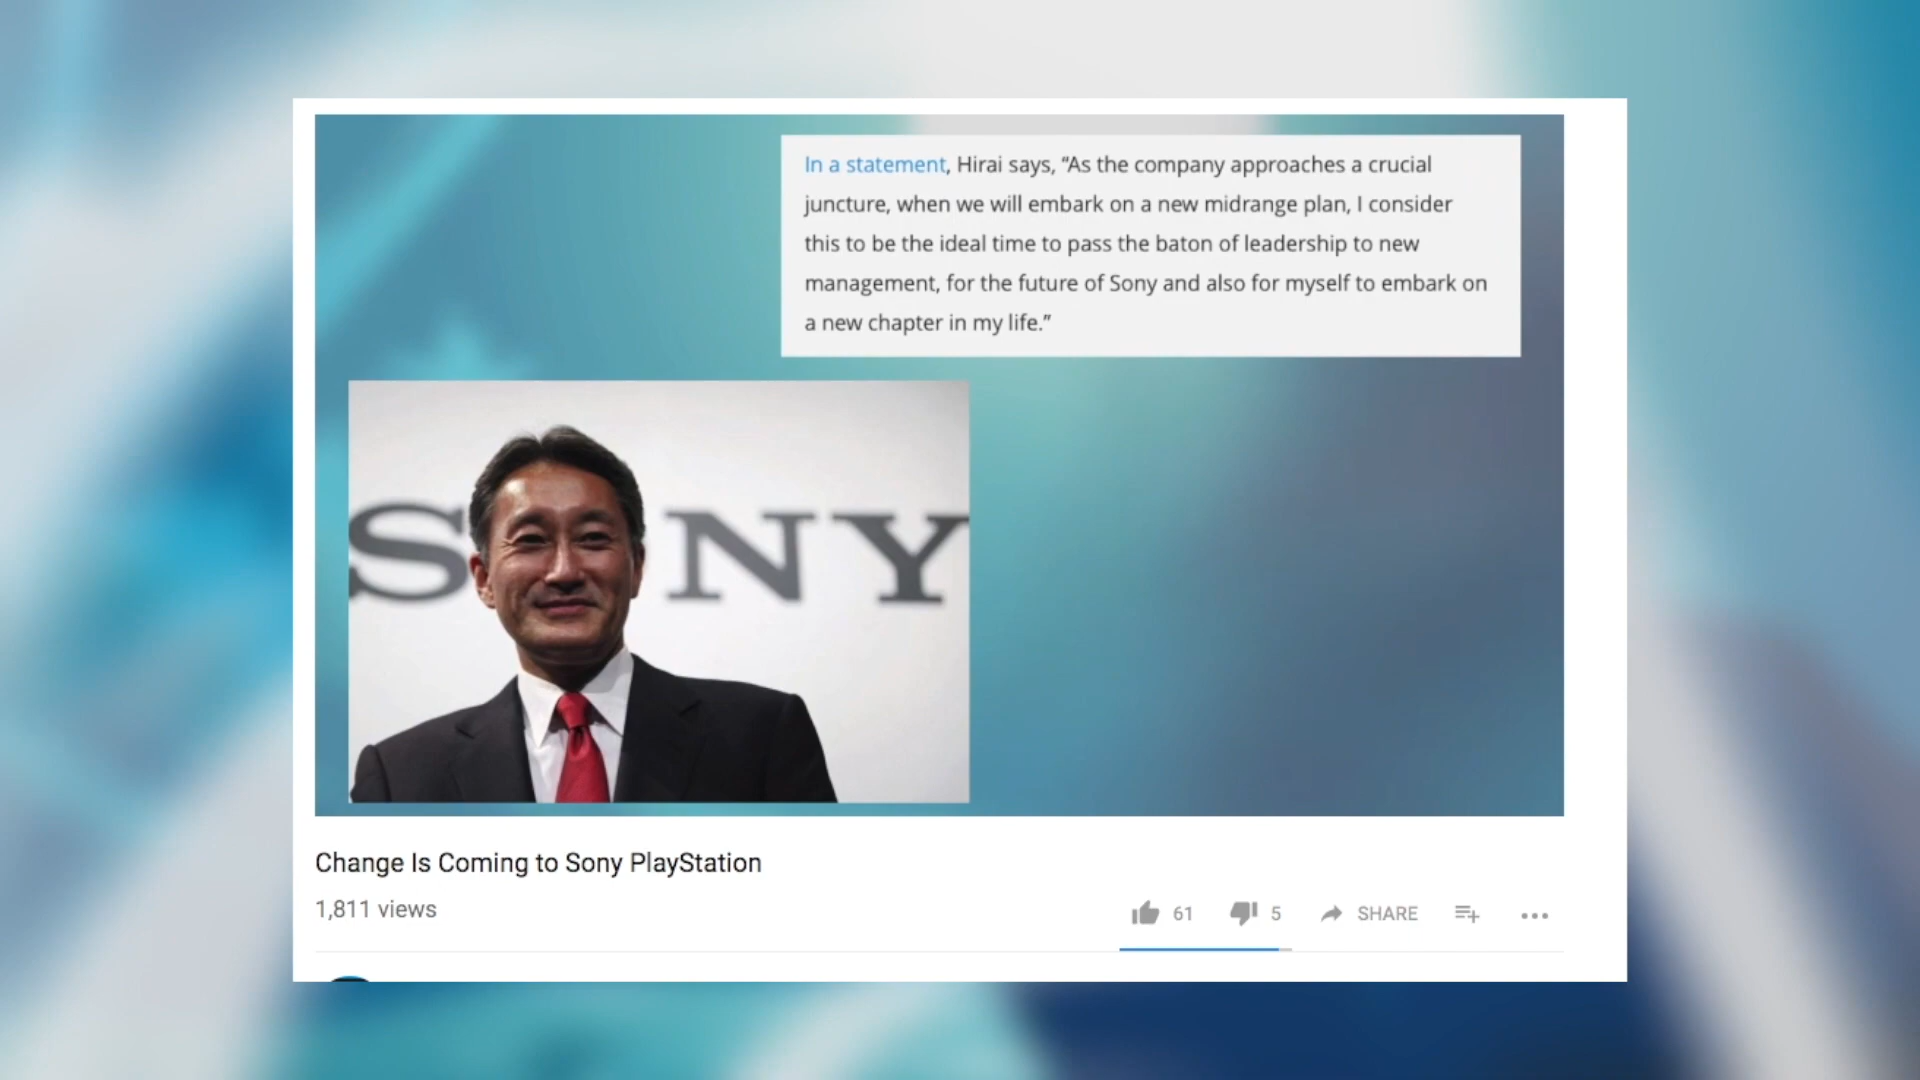 In a statement, Hirai says, “As the company approaches a crucial
juncture, when we will embark on a new midrange plan, I consider
this to be the ideal time to pass the baton of leadership to new
management, for the future of Sony and also for myself to embark on
a new chapter in my life.”
S NY
Change Is Coming to Sony PlayStation
1,811 views
61
5
SHARE